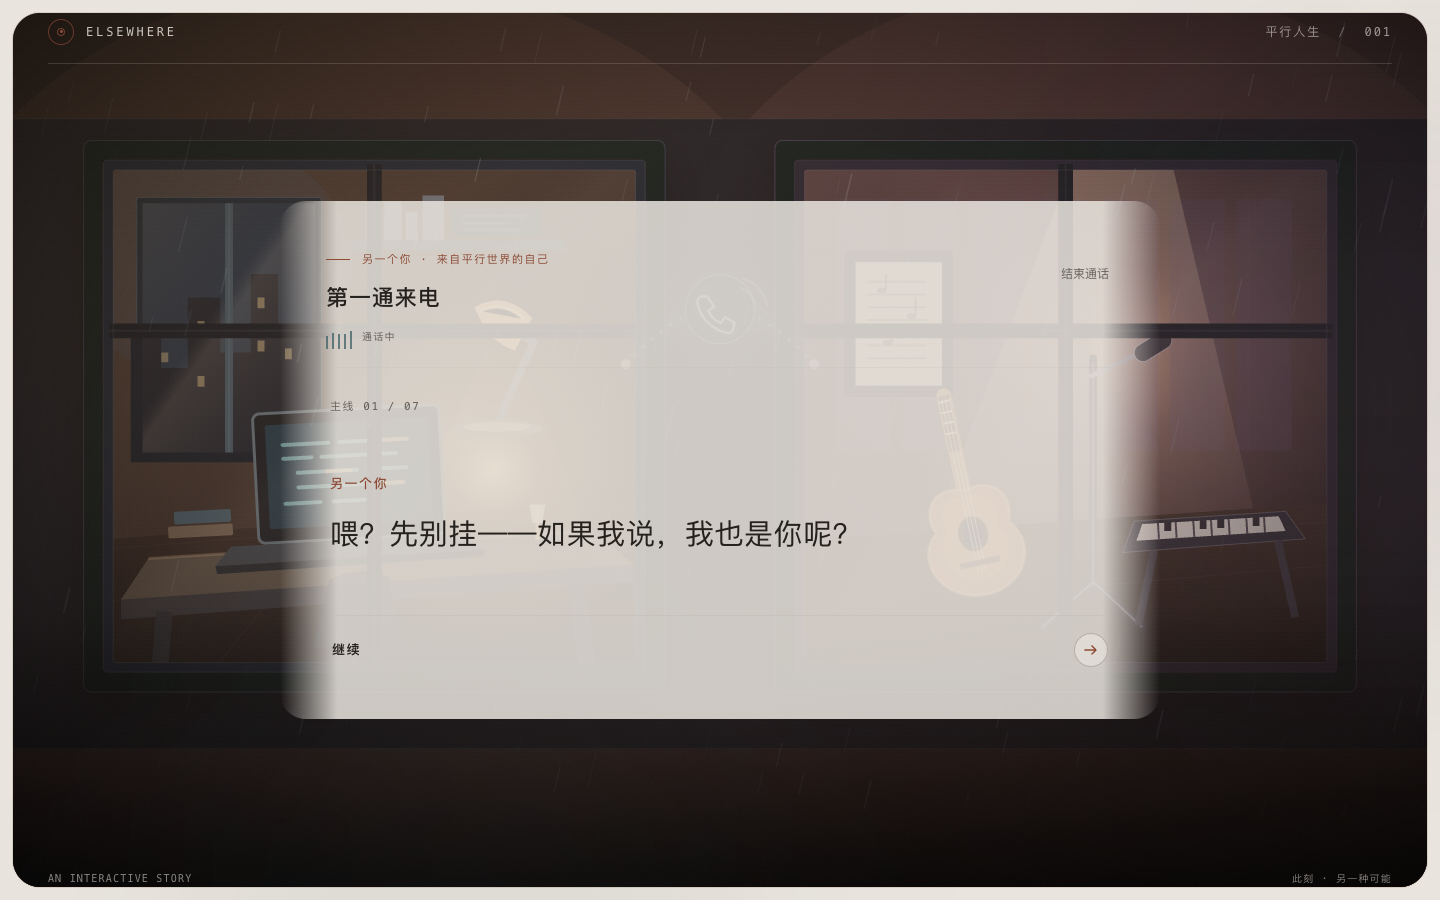 ELSEWHERE
平行人生 / 001
另一个你 · 来自平行世界的自己
第一通来电
结束通话
通话中
主线 01 / 07
另一个你
喂？先别挂——如果我说，我也是你呢？
继续
AN INTERACTIVE STORY
此刻 · 另一种可能